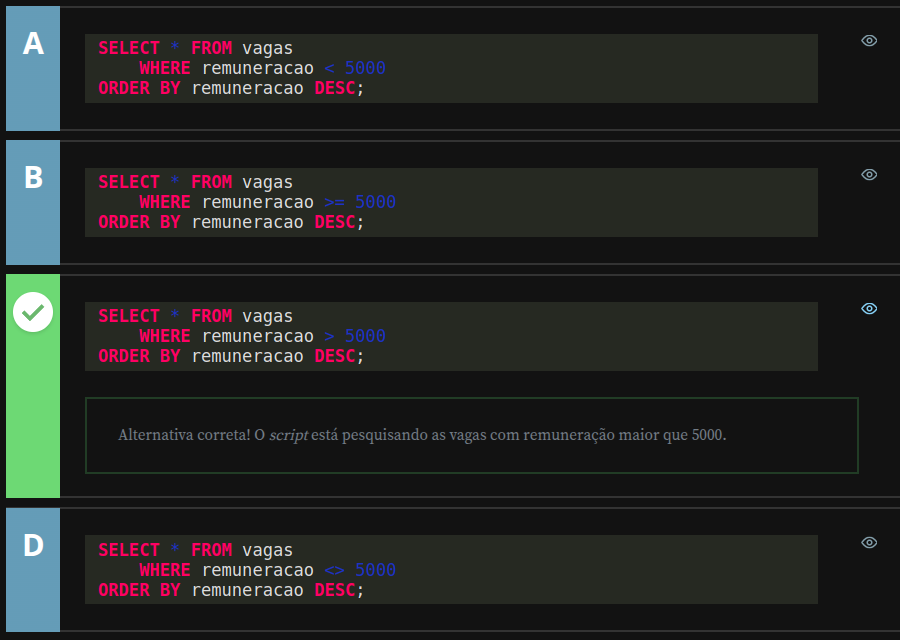 A
SELECT * FROM vagas
WHERE remuneracao < 5000
ORDER BY remuneracao DESC;
B
SELECT * FROM vagas
WHERE remuneracao >= 5000
ORDER BY remuneracao DESC;
SELECT * FROM vagas
WHERE remuneracao > 5000
ORDER BY remuneracao DESC;
Alternativa correta! O script está pesquisando as vagas com remuneração maior que 5000.
D
SELECT * FROM vagas
WHERE remuneracao <> 5000
ORDER BY remuneracao DESC;